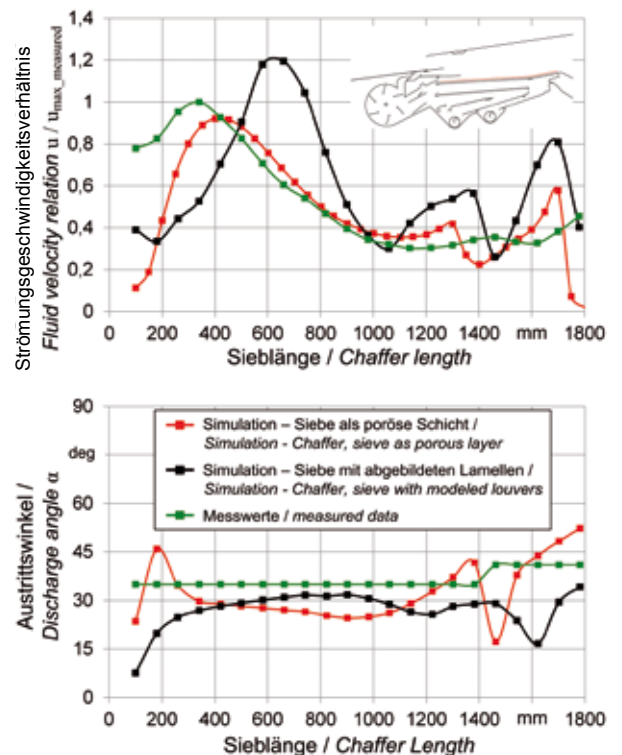 Strömungsgeschwindigkeitsverhältnis
Fluid velocity relation u / u_max_measured
1,4
1,2
1
0,8
0,6
0,4
0,2
0
0 200 400 600 800 1000 1200 1400 mm 1800
Sieblänge / Chaffer length
Austrittswinkel /
Discharge angle α
90
deg
60
45
30
15
0
Simulation – Siebe als poröse Schicht /
Simulation - Chaffer, sieve as porous layer
Simulation – Siebe mit abgebildeten Lamellen /
Simulation - Chaffer, sieve with modeled louvers
Messwerte / measured data
0 200 400 600 800 1000 1200 1400 mm 1800
Sieblänge / Chaffer Length